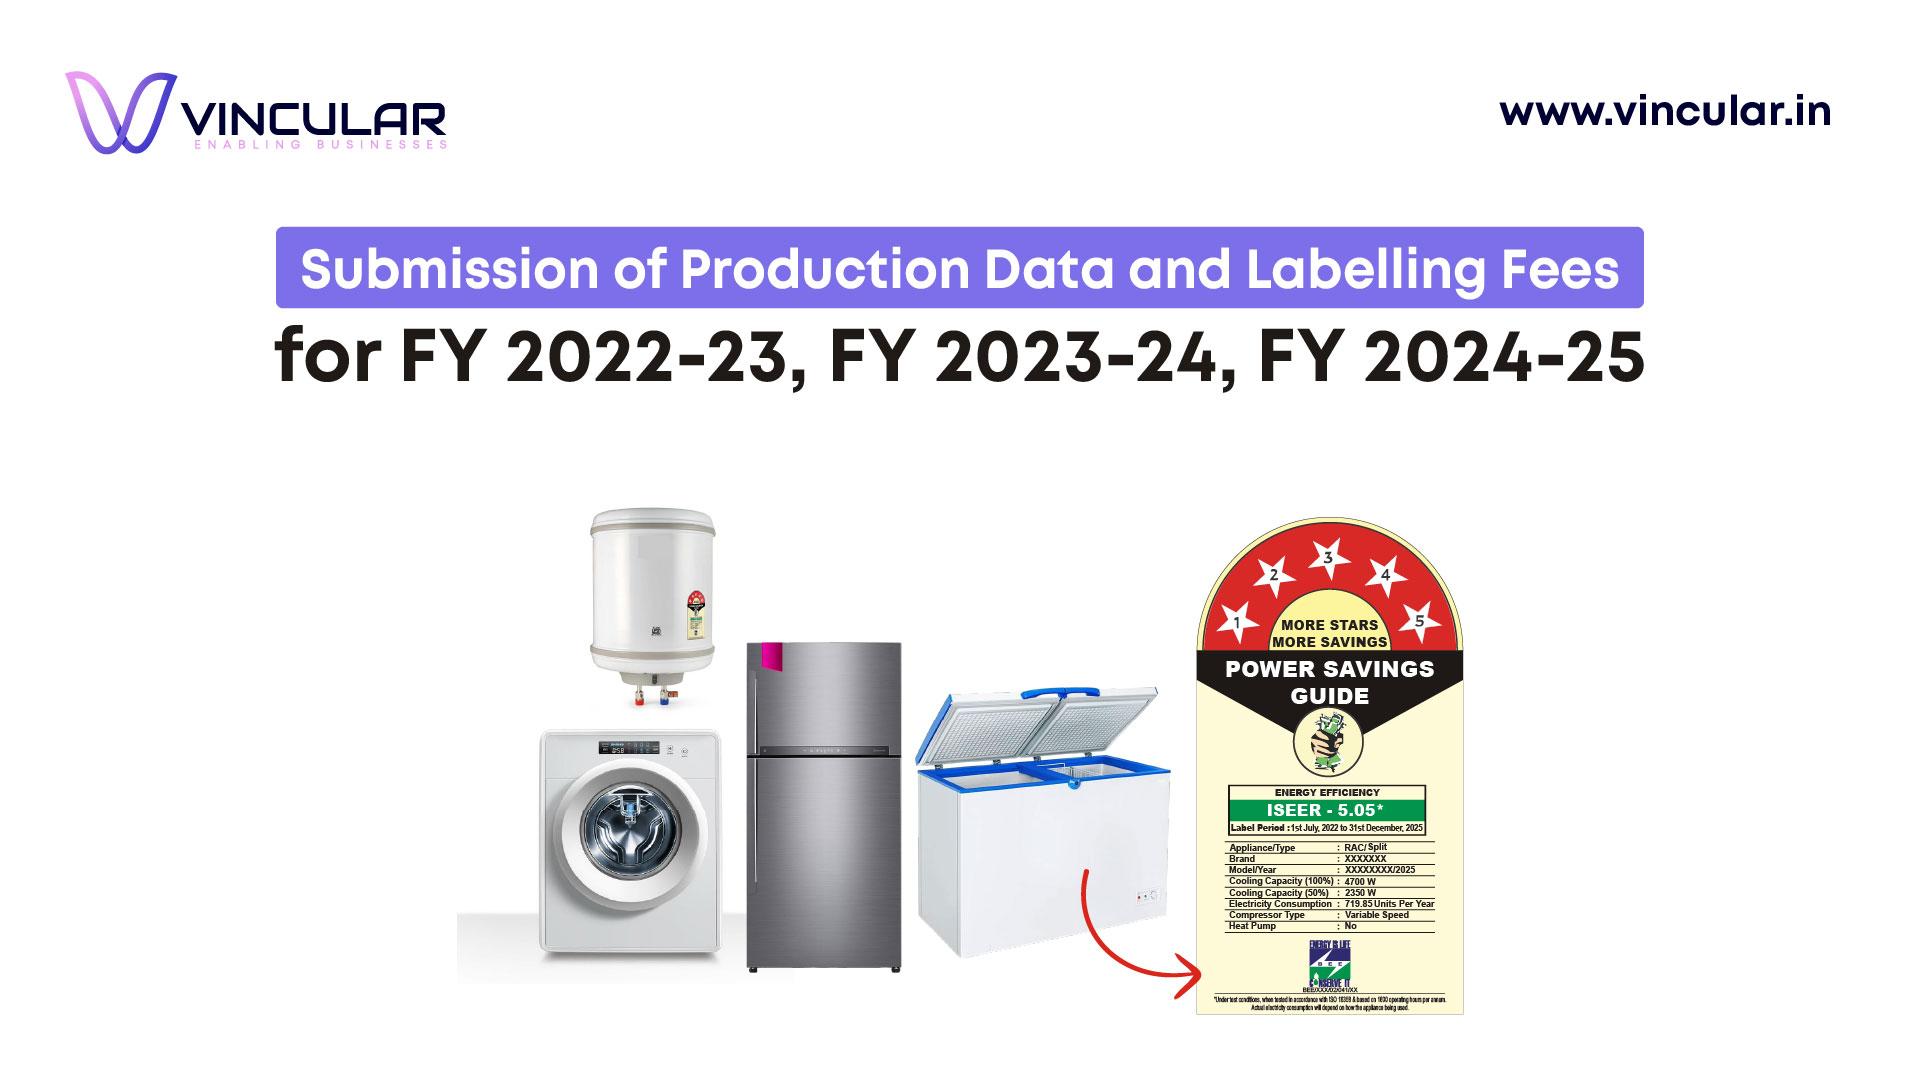 VINCULAR
ENABLING BUSINESSES
www.vincular.in
Submission of Production Data and Labelling Fees
for FY 2022-23, FY 2023-24, FY 2024-25
1 2 3 4 5
MORE STARS
MORE SAVINGS
POWER SAVINGS
GUIDE
ENERGY EFFICIENCY
ISEER - 5.05*
Label Period : 1st July, 2022 to 31st December, 2025
Appliance/Type : RAC/Split
Brand : XXXXXXX
Model/Year : XXXXXXXX/2025
Cooling Capacity (100%) : 4700 W
Cooling Capacity (50%) : 2350 W
Electricity Consumption : 719.85 Units Per Year
Compressor Type : Variable Speed
Heat Pump : No
ENERGY IS LIFE
BEE
CONSERVE IT
*Under test conditions, when tested in accordance with ISO 16358 & based on 1600 operating hours per annum.
Actual electricity consumption will depend on how the appliance being used.